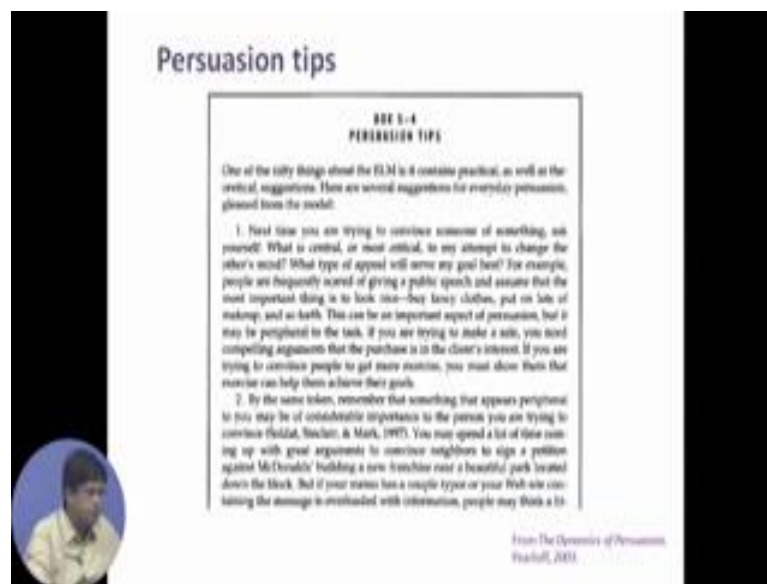 Persuasion tips
BOX 5-4
PERSUASION TIPS
One of the nifty things about the ELM is it contains practical, as well as the-
oretical, suggestions. Here are several suggestions for everyday persuasion,
gleaned from the model:
1. Next time you are trying to convince someone of something, ask
yourself: What is central, or most critical, to my attempt to change the
other's mind? What type of appeal will serve my goal best? For example,
people are frequently scared of giving a public speech and assume that the
most important thing is to look nice—buy fancy clothes, put on lots of
makeup, and so forth. This can be an important aspect of persuasion, but it
may be peripheral to the task. If you are trying to make a sale, you need
compelling arguments that the purchase is in the client's interest. If you are
trying to convince people to get more exercise, you must show them that
exercise can help them achieve their goals.
2. By the same token, remember that something that appears peripheral
to you may be of considerable importance to the person you are trying to
convince Sinclair, & Mark, 1997). You may spend a lot of time com-
ing up with great arguments to convince neighbors to sign a petition
against McDonalds' building a new franchise near a beautiful park located
down the block. But if your memo has a couple typos or your Web site con-
taining the message is overloaded with information, people may think a lit-
From The Dynamics of Persuasion
Perloff, 2003.